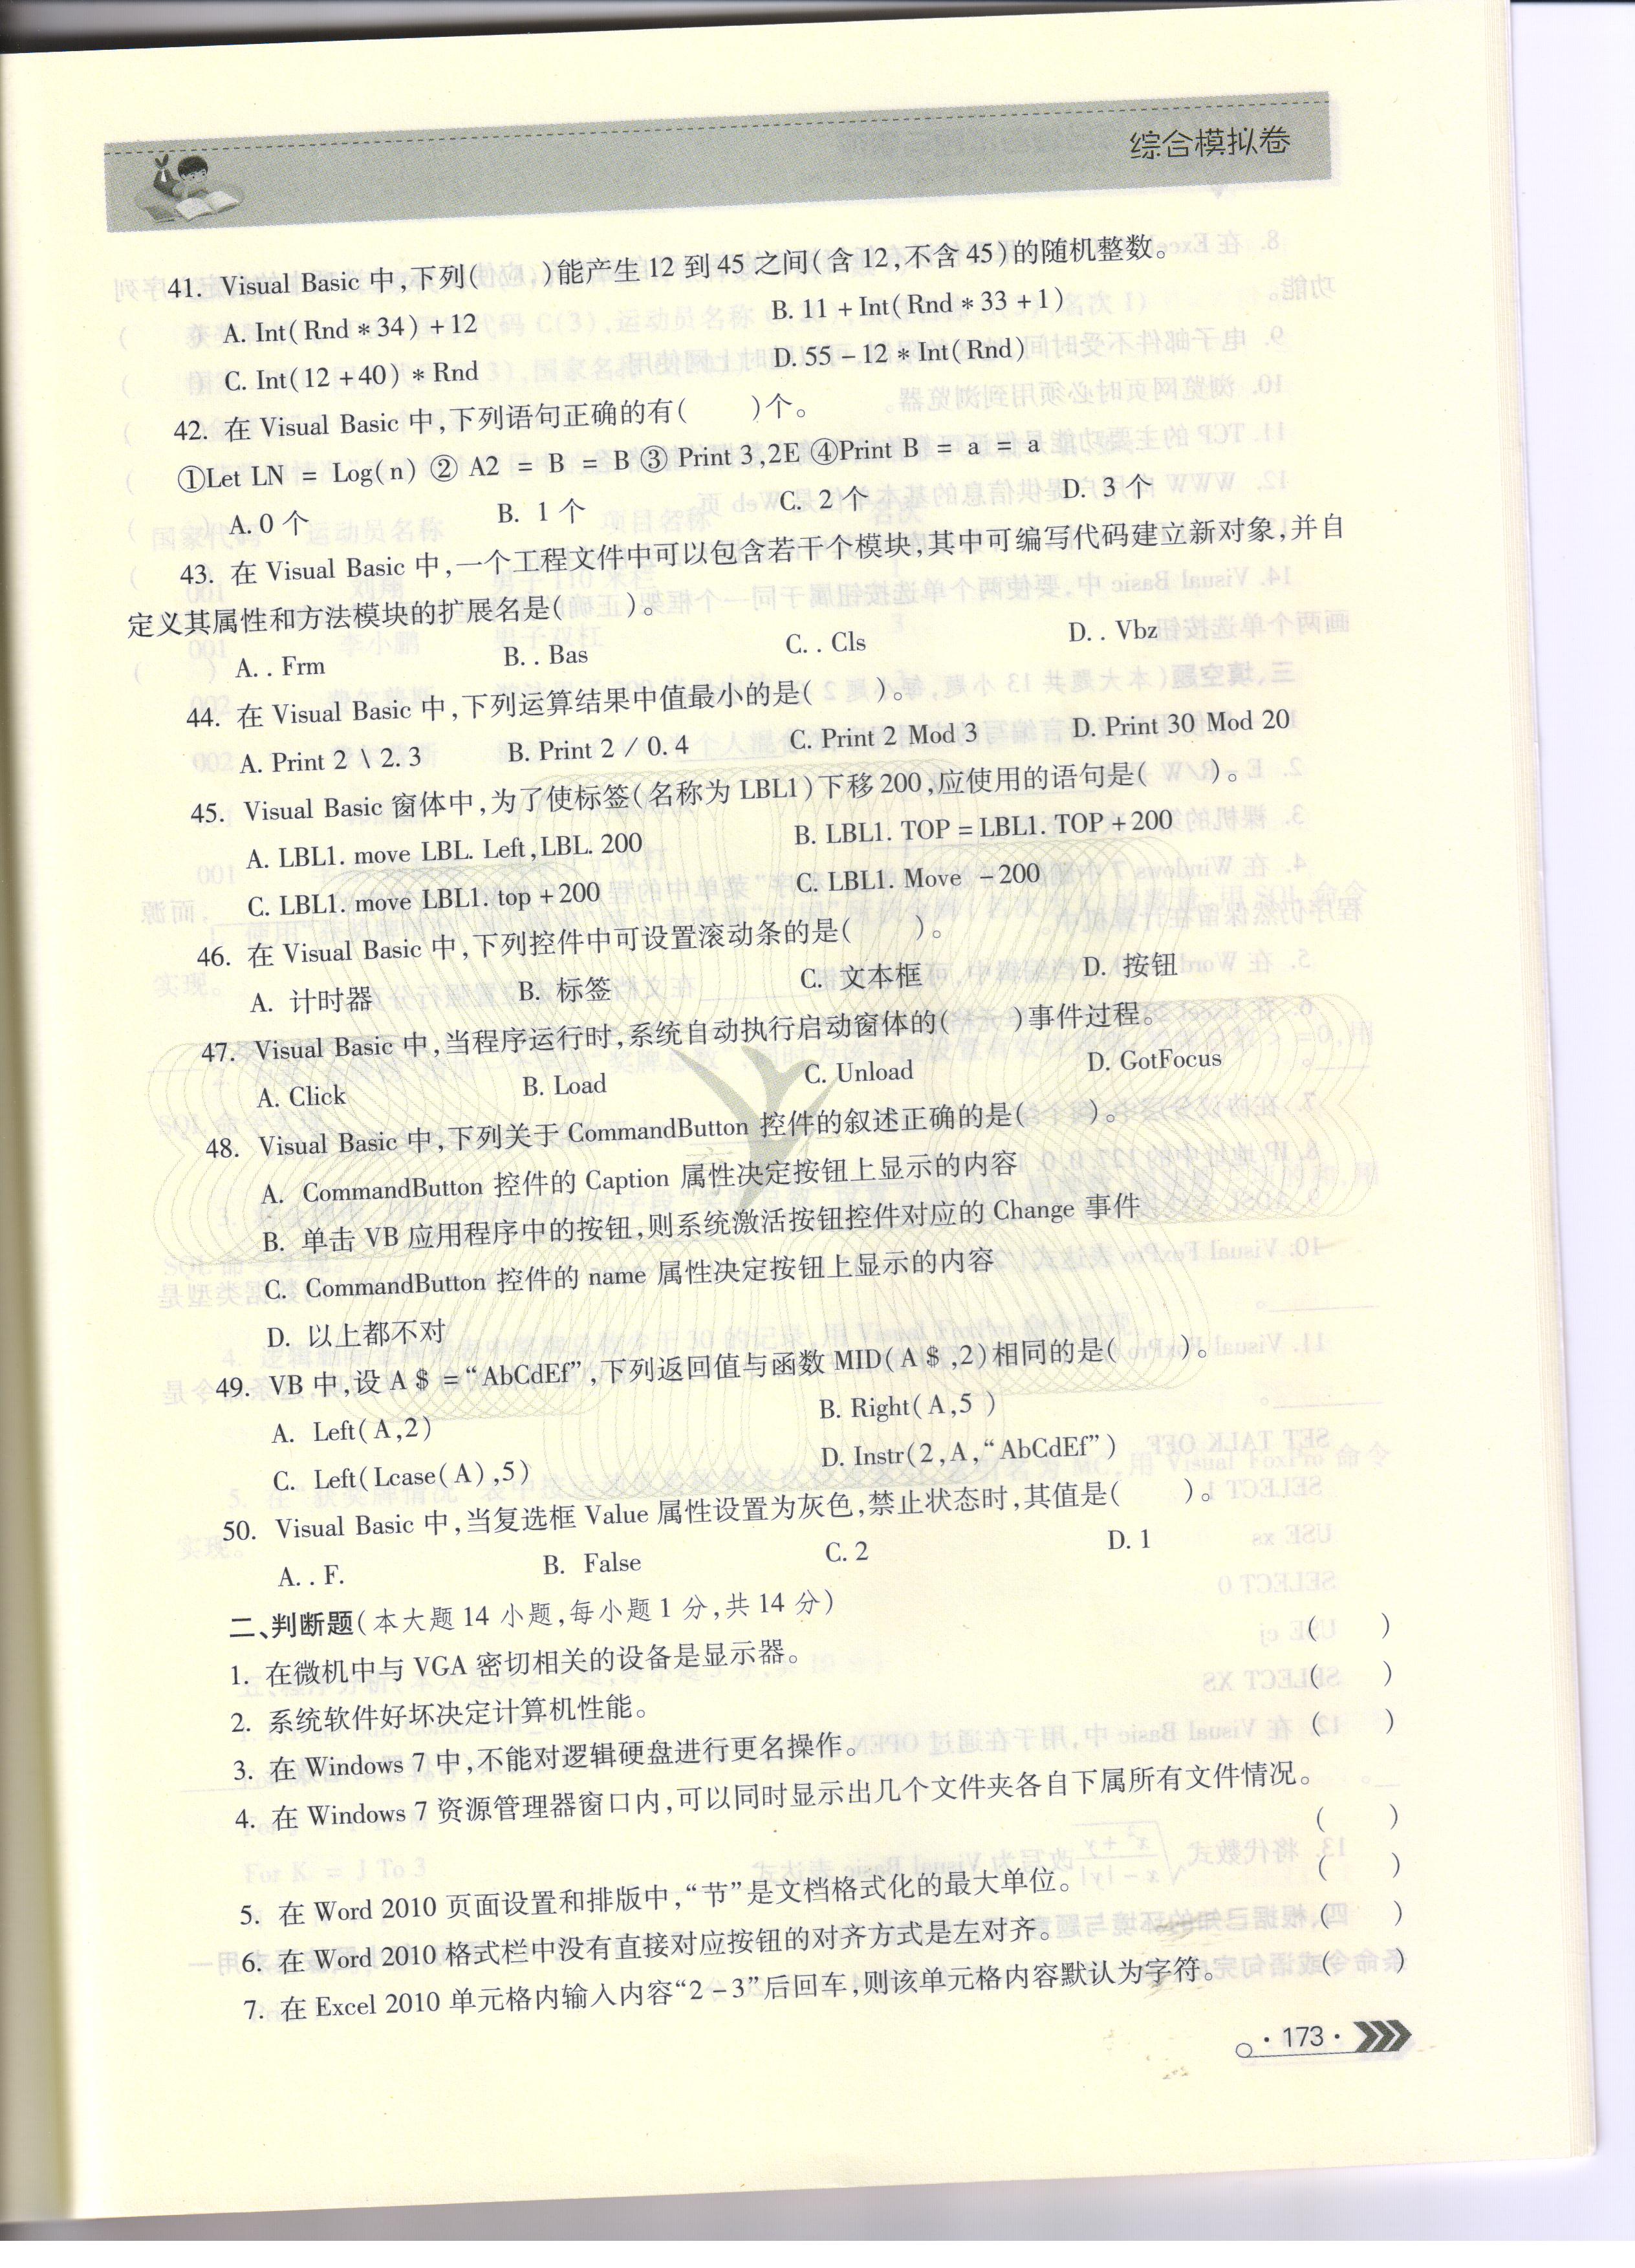 综合模拟卷
41. Visual Basic 中,下列(　　)能产生 12 到 45 之间(含 12,不含 45)的随机整数。
A. Int(Rnd * 34) + 12　　B. 11 + Int(Rnd * 33 + 1)
C. Int(12 + 40) * Rnd　　D. 55 - 12 * Int(Rnd)
42. 在 Visual Basic 中,下列语句正确的有(　　)个。
①Let LN = Log(n) ② A2 = B = B ③ Print 3,2E ④Print B = a = a
A. 0 个　　B. 1 个　　C. 2 个　　D. 3 个
43. 在 Visual Basic 中,一个工程文件中可以包含若干个模块,其中可编写代码建立新对象,并自
定义其属性和方法模块的扩展名是(　　)。
A. . Frm　　B. . Bas　　C. . Cls　　D. . Vbz
44. 在 Visual Basic 中,下列运算结果中值最小的是(　　)。
A. Print 2 \ 2. 3　　B. Print 2 / 0. 4　　C. Print 2 Mod 3　　D. Print 30 Mod 20
45. Visual Basic 窗体中,为了使标签(名称为 LBL1)下移 200,应使用的语句是(　　)。
A. LBL1. move LBL. Left,LBL. 200　　B. LBL1. TOP = LBL1. TOP + 200
C. LBL1. move LBL1. top + 200　　C. LBL1. Move - 200
46. 在 Visual Basic 中,下列控件中可设置滚动条的是(　　)。
A. 计时器　　B. 标签　　C. 文本框　　D. 按钮
47. Visual Basic 中,当程序运行时,系统自动执行启动窗体的(　　)事件过程。
A. Click　　B. Load　　C. Unload　　D. GotFocus
48. Visual Basic 中,下列关于 CommandButton 控件的叙述正确的是(　　)。
A. CommandButton 控件的 Caption 属性决定按钮上显示的内容
B. 单击 VB 应用程序中的按钮,则系统激活按钮控件对应的 Change 事件
C. CommandButton 控件的 name 属性决定按钮上显示的内容
D. 以上都不对
49. VB 中,设 A $ = “AbCdEf”,下列返回值与函数 MID(A $ ,2)相同的是(　　)。
A. Left(A,2)　　B. Right(A,5 )
C. Left(Lcase(A),5)　　D. Instr(2,A,“AbCdEf”)
50. Visual Basic 中,当复选框 Value 属性设置为灰色,禁止状态时,其值是(　　)。
A. . F.　　B. False　　C. 2　　D. 1
二、判断题(本大题 14 小题,每小题 1 分,共 14 分)
1. 在微机中与 VGA 密切相关的设备是显示器。　　(　　)
2. 系统软件好坏决定计算机性能。　　(　　)
3. 在 Windows 7 中,不能对逻辑硬盘进行更名操作。　　(　　)
4. 在 Windows 7 资源管理器窗口内,可以同时显示出几个文件夹各自下属所有文件情况。
(　　)
5. 在 Word 2010 页面设置和排版中,“节”是文档格式化的最大单位。　　(　　)
6. 在 Word 2010 格式栏中没有直接对应按钮的对齐方式是左对齐。　　(　　)
7. 在 Excel 2010 单元格内输入内容“2 - 3”后回车,则该单元格内容默认为字符。　　(　　)
· 173 ·